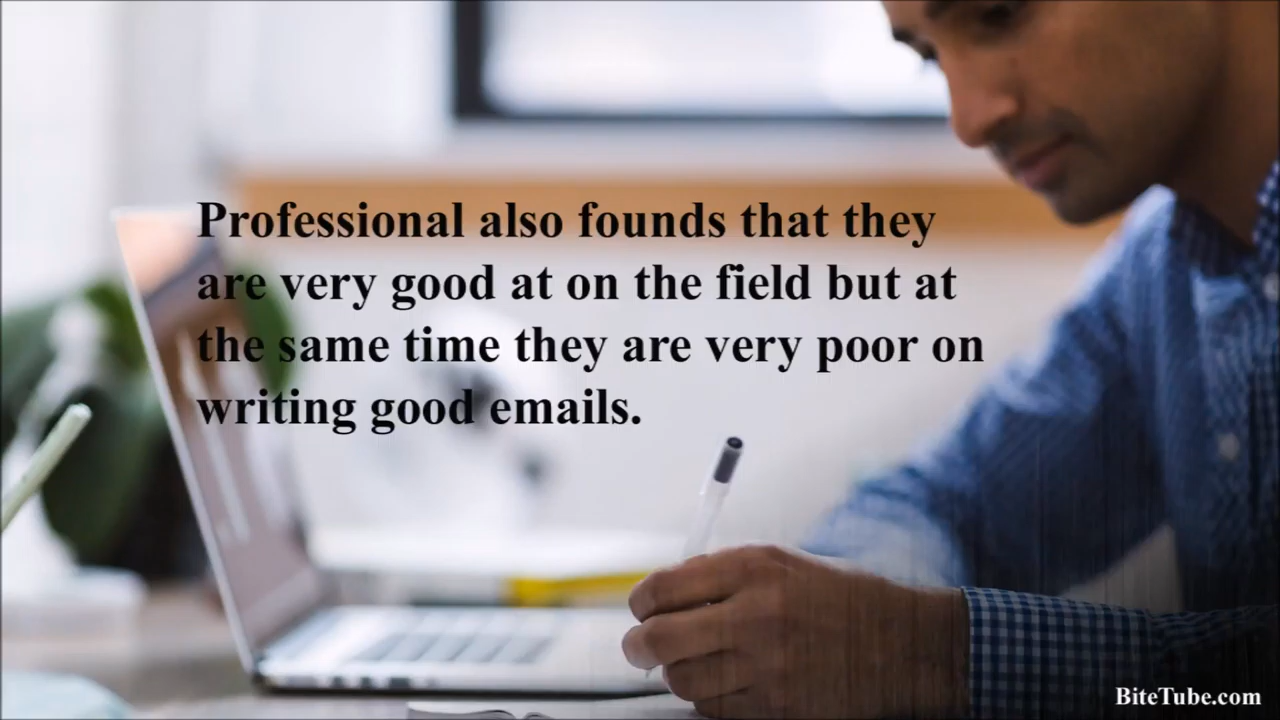 Professional also founds that they
are very good at on the field but at
the same time they are very poor on
writing good emails.
BiteTube.com